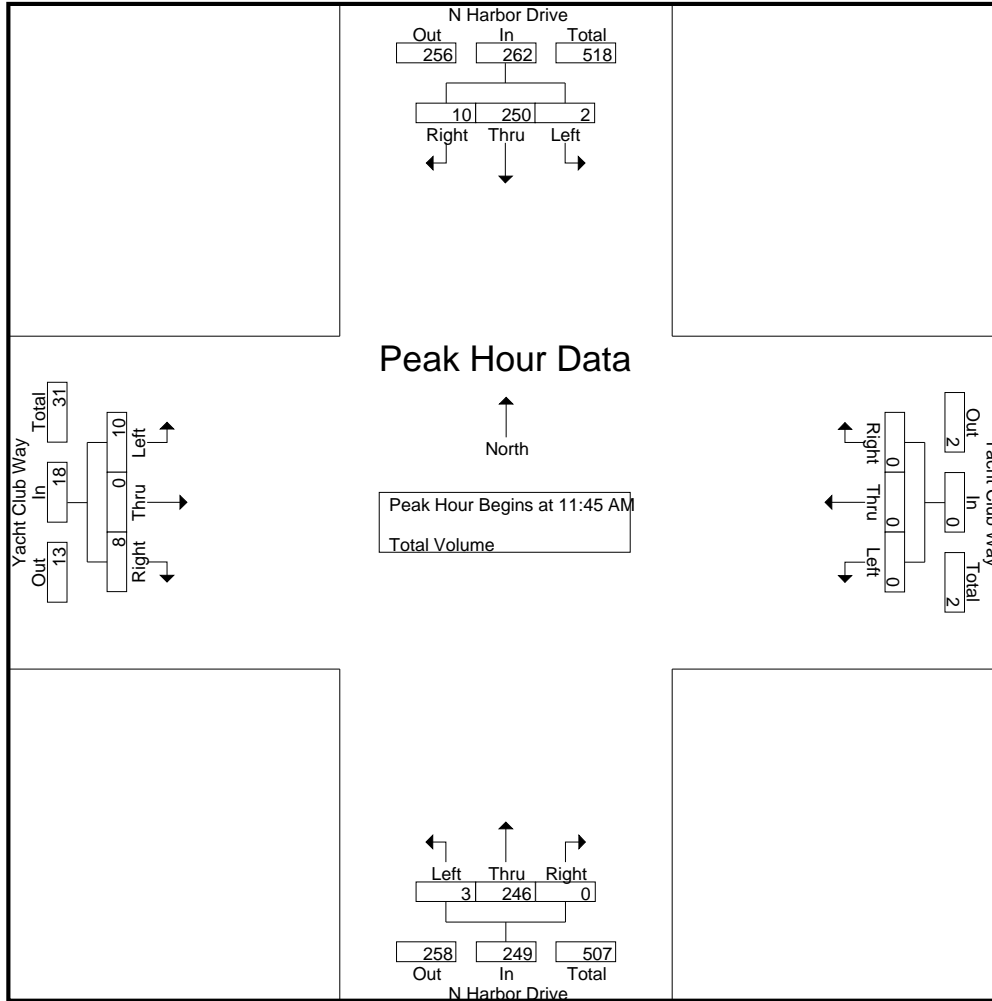 N Harbor Drive
Out In Total
256 262 518
10 250 2
Right Thru Left
Peak Hour Data
North
Peak Hour Begins at 11:45 AM
Total Volume
Yacht Club Way
Out In Total
13 18 31
8 0 10
Right Thru Left
Yacht Club Way
Out In Total
2 0 2
0 0 0
Right Thru Left
Left Thru Right
3 246 0
258 249 507
Out In Total
N Harbor Drive